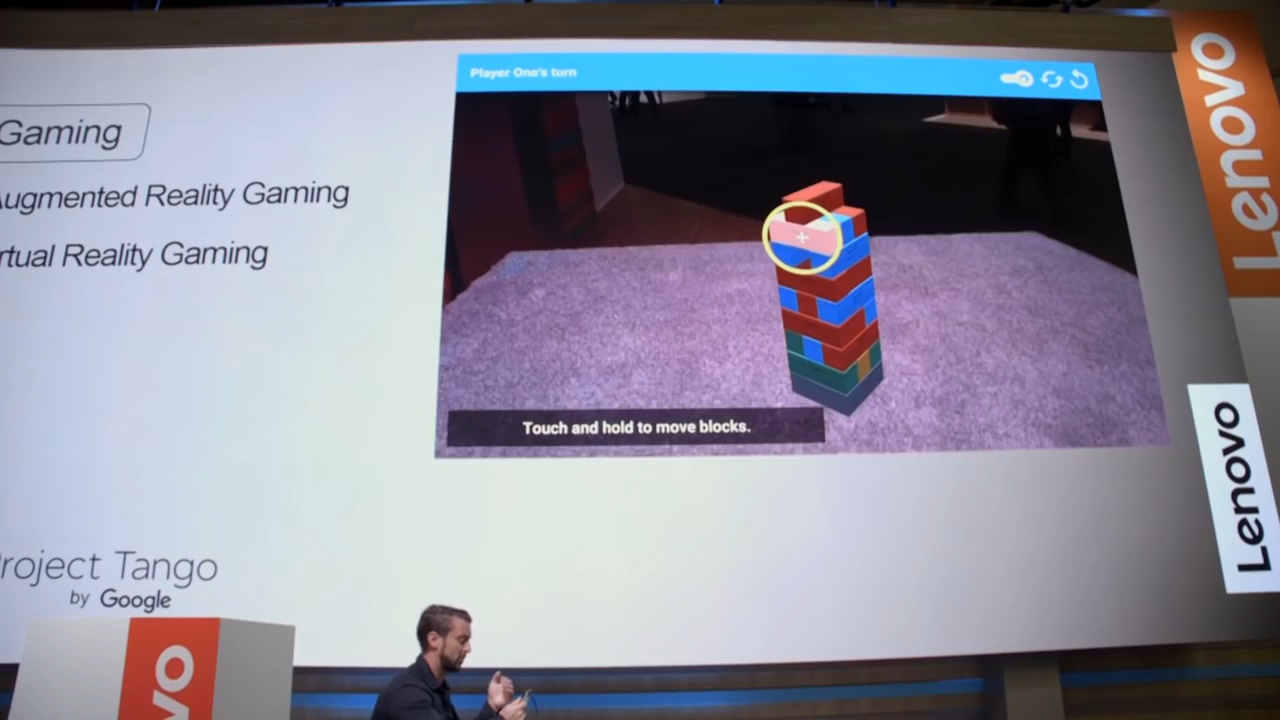 Gaming
Augmented Reality Gaming
rtual Reality Gaming
Player One's turn
Touch and hold to move blocks.
roject Tango
by Google
Lenovo
Lenovo
vo